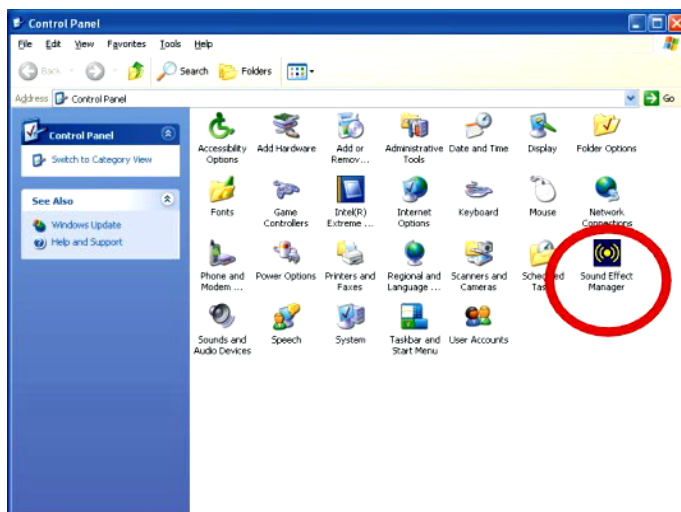 Control Panel
File Edit View Favorites Tools Help
Back Search Folders
Address Control Panel Go
Control Panel
Switch to Category View
See Also
Windows Update
Help and Support
Accessibility Options
Add Hardware
Add or Remov...
Administrative Tools
Date and Time
Display
Folder Options
Fonts
Game Controllers
Intel(R) Extreme ...
Internet Options
Keyboard
Mouse
Network Connections
Phone and Modem ...
Power Options
Printers and Faxes
Regional and Language ...
Scanners and Cameras
Scheduled Tas
Sound Effect Manager
Sounds and Audio Devices
Speech
System
Taskbar and Start Menu
User Accounts